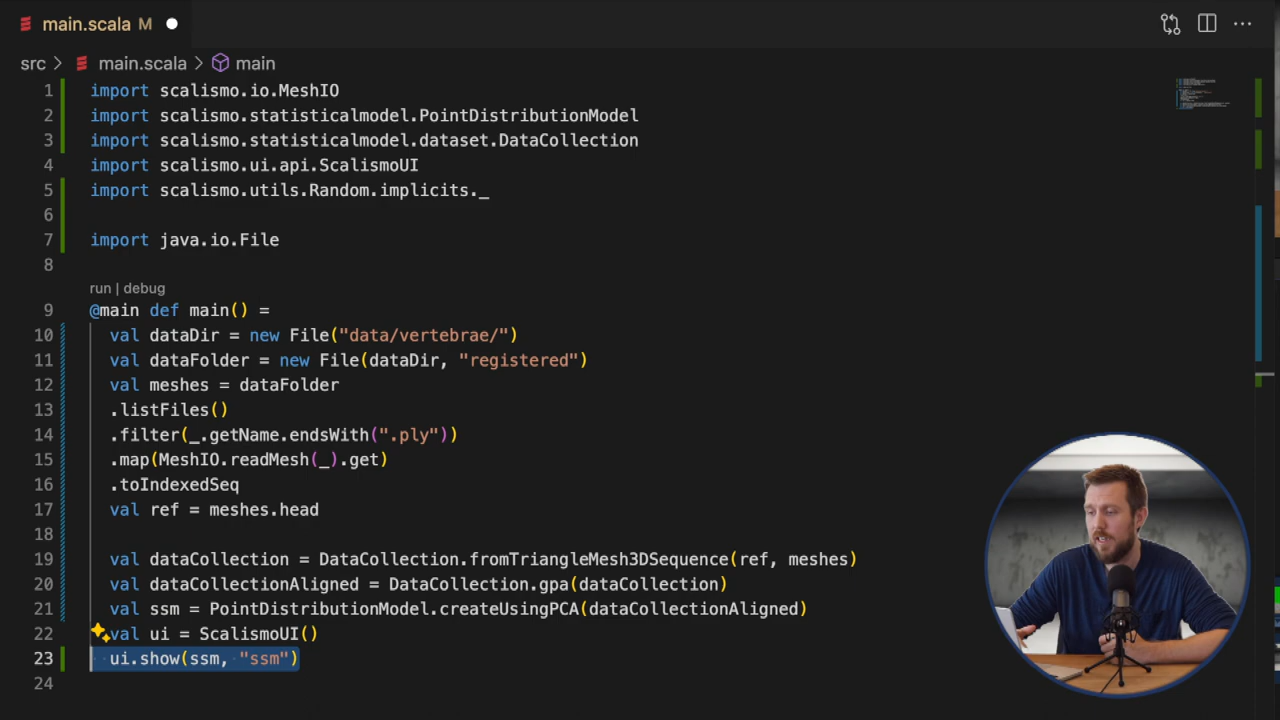 main.scala M
src > main.scala > main
1 import scalismo.io.MeshIO
2 import scalismo.statisticalmodel.PointDistributionModel
3 import scalismo.statisticalmodel.dataset.DataCollection
4 import scalismo.ui.api.ScalismoUI
5 import scalismo.utils.Random.implicits._
6
7 import java.io.File
8
run | debug
9 @main def main() =
10 val dataDir = new File("data/vertebrae/")
11 val dataFolder = new File(dataDir, "registered")
12 val meshes = dataFolder
13 .listFiles()
14 .filter(_.getName.endsWith(".ply"))
15 .map(MeshIO.readMesh(_).get)
16 .toIndexedSeq
17 val ref = meshes.head
18
19 val dataCollection = DataCollection.fromTriangleMesh3DSequence(ref, meshes)
20 val dataCollectionAligned = DataCollection.gpa(dataCollection)
21 val ssm = PointDistributionModel.createUsingPCA(dataCollectionAligned)
22 val ui = ScalismoUI()
23 ui.show(ssm, "ssm")
24